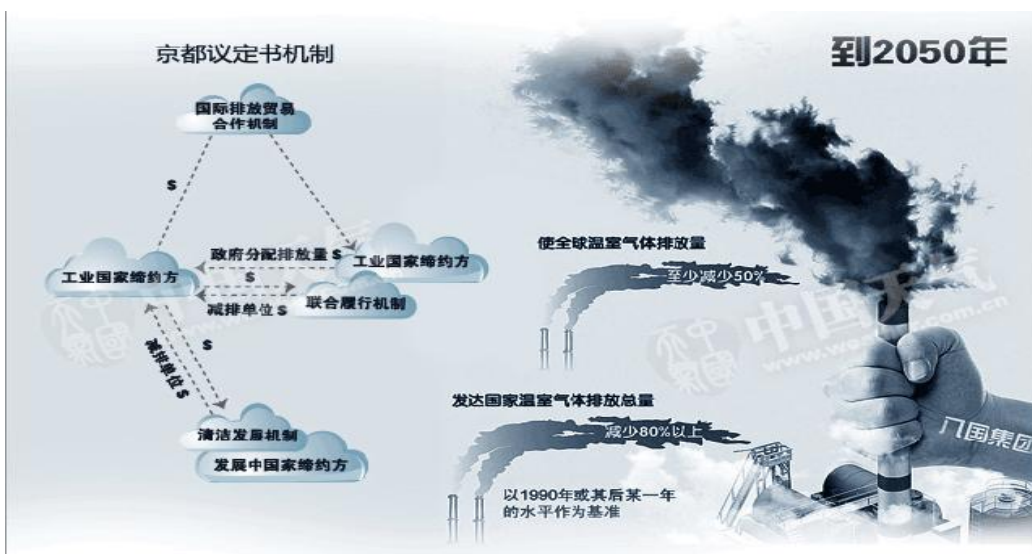 京都议定书机制
到2050年
国际排放贸易
合作机制
$
政府分配排放量 $
工业国家缔约方
工业国家缔约方
$
减排单位 $
联合履行机制
$
减排单位 $
清洁发展机制
发展中国家缔约方
使全球温室气体排放量
至少减少50%
发达国家温室气体排放总量
减少80%以上
以1990年或其后某一年
的水平作为基准
八国集团
中国天气